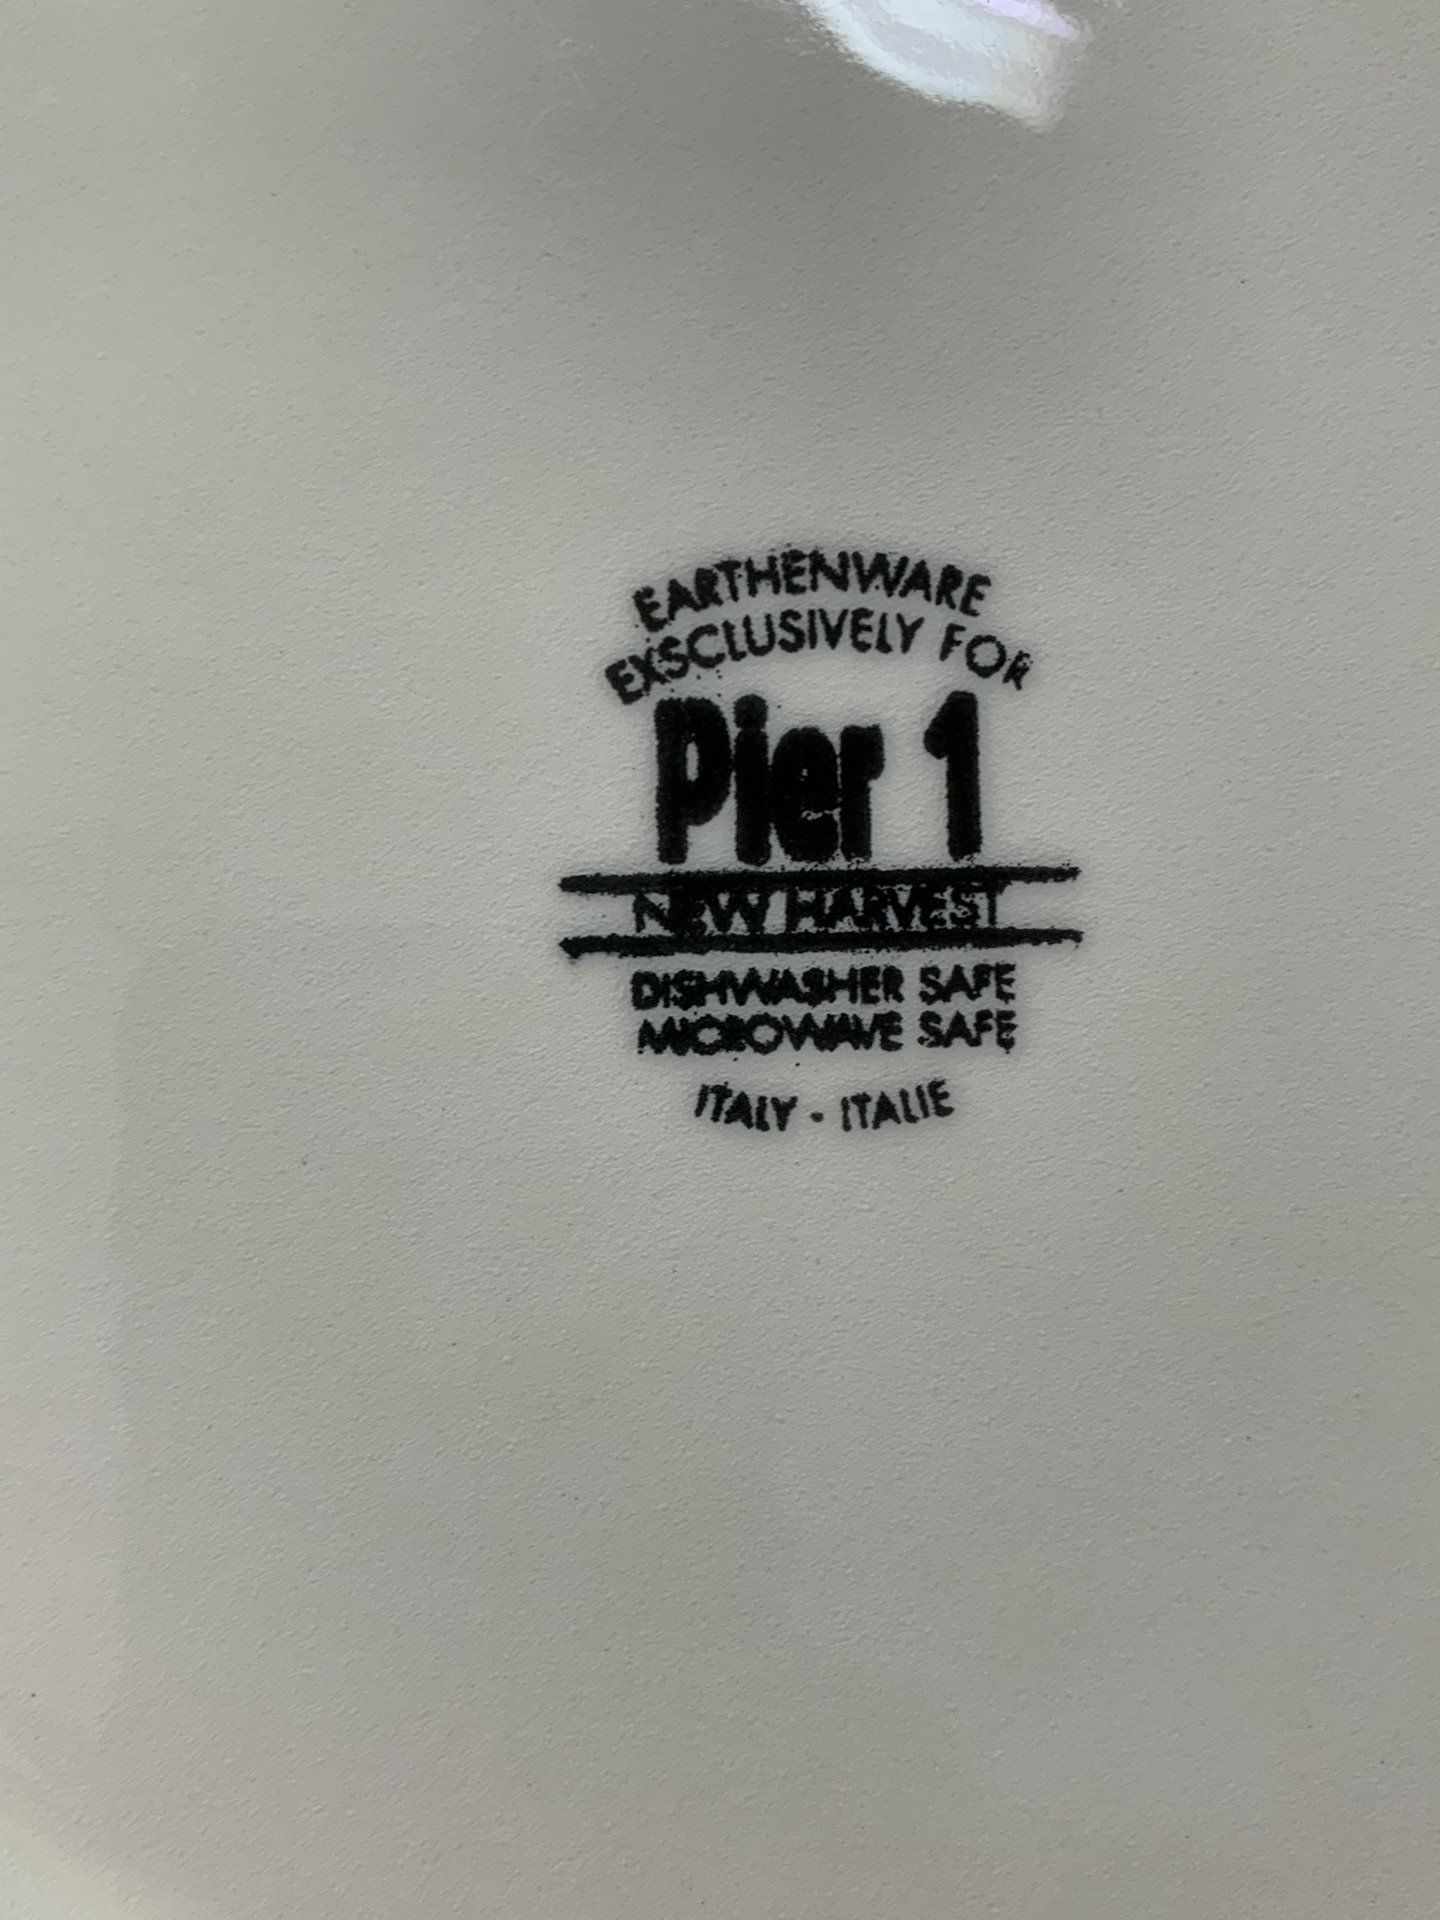 EARTHENWARE
EXSCLUSIVELY FOR
Pier 1
NEW HARVEST
DISHWASHER SAFE
MICROWAVE SAFE
ITALY - ITALIE